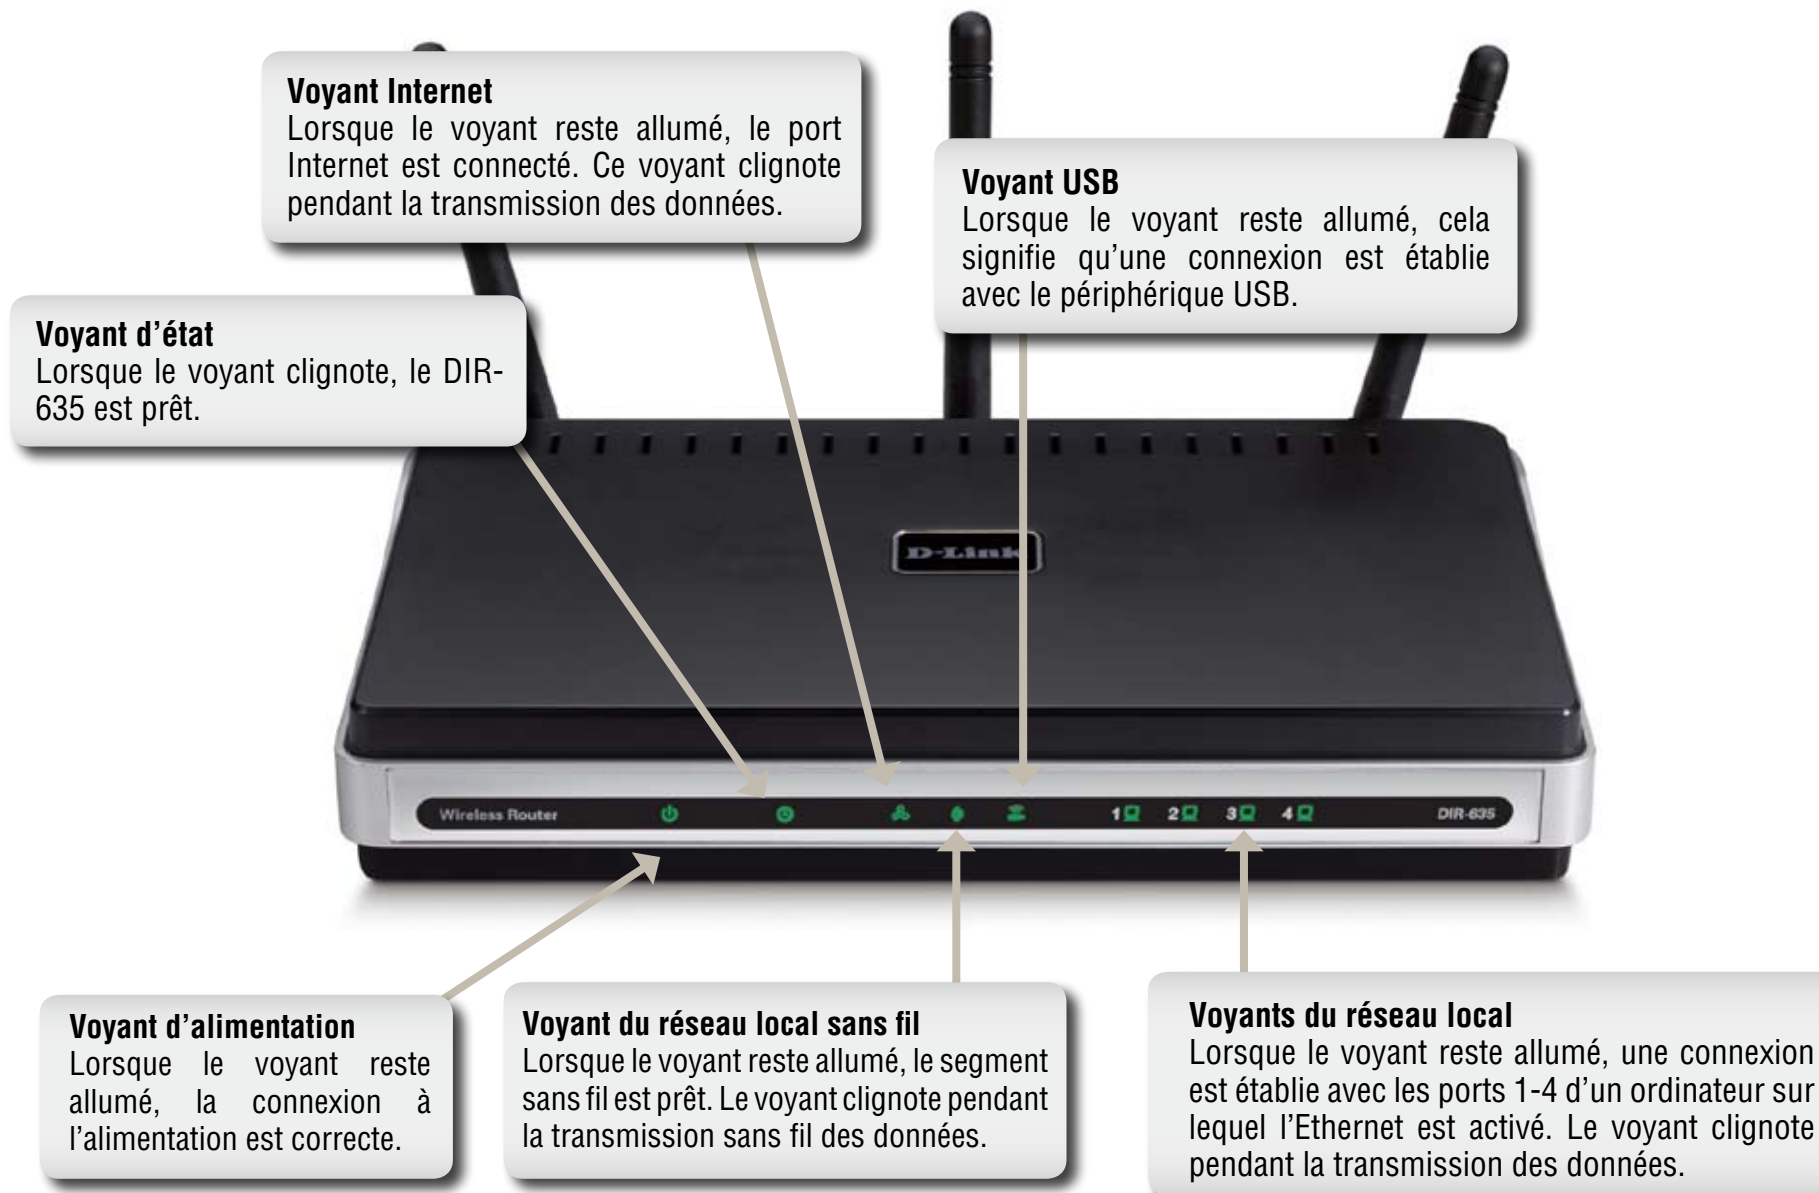 Voyant Internet
Lorsque le voyant reste allumé, le port
Internet est connecté. Ce voyant clignote
pendant la transmission des données.
Voyant USB
Lorsque le voyant reste allumé, cela
signifie qu’une connexion est établie
avec le périphérique USB.
Voyant d’état
Lorsque le voyant clignote, le DIR-
635 est prêt.
D-Link
Wireless Router
1
2
3
4
DIR-635
Voyant d’alimentation
Lorsque le voyant reste
allumé, la connexion à
l’alimentation est correcte.
Voyant du réseau local sans fil
Lorsque le voyant reste allumé, le segment
sans fil est prêt. Le voyant clignote pendant
la transmission sans fil des données.
Voyants du réseau local
Lorsque le voyant reste allumé, une connexion
est établie avec les ports 1-4 d’un ordinateur sur
lequel l’Ethernet est activé. Le voyant clignote
pendant la transmission des données.